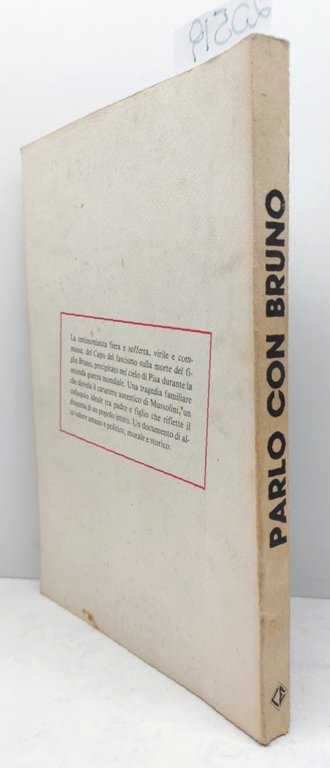 La testimonianza fiera e sofferta, virile e com-
mossa, del Capo del fascismo sulla morte del fi-
glio Bruno, precipitato nel cielo di Pisa durante la
seconda guerra mondiale. Una tragedia familiare
che disvela il carattere autentico di Mussolini, un
colloquio ideale tra padre e figlio che riflette il
dramma di un popolo intero. Un documento di al-
to valore umano e politico, morale e storico.
PARLO CON BRUNO